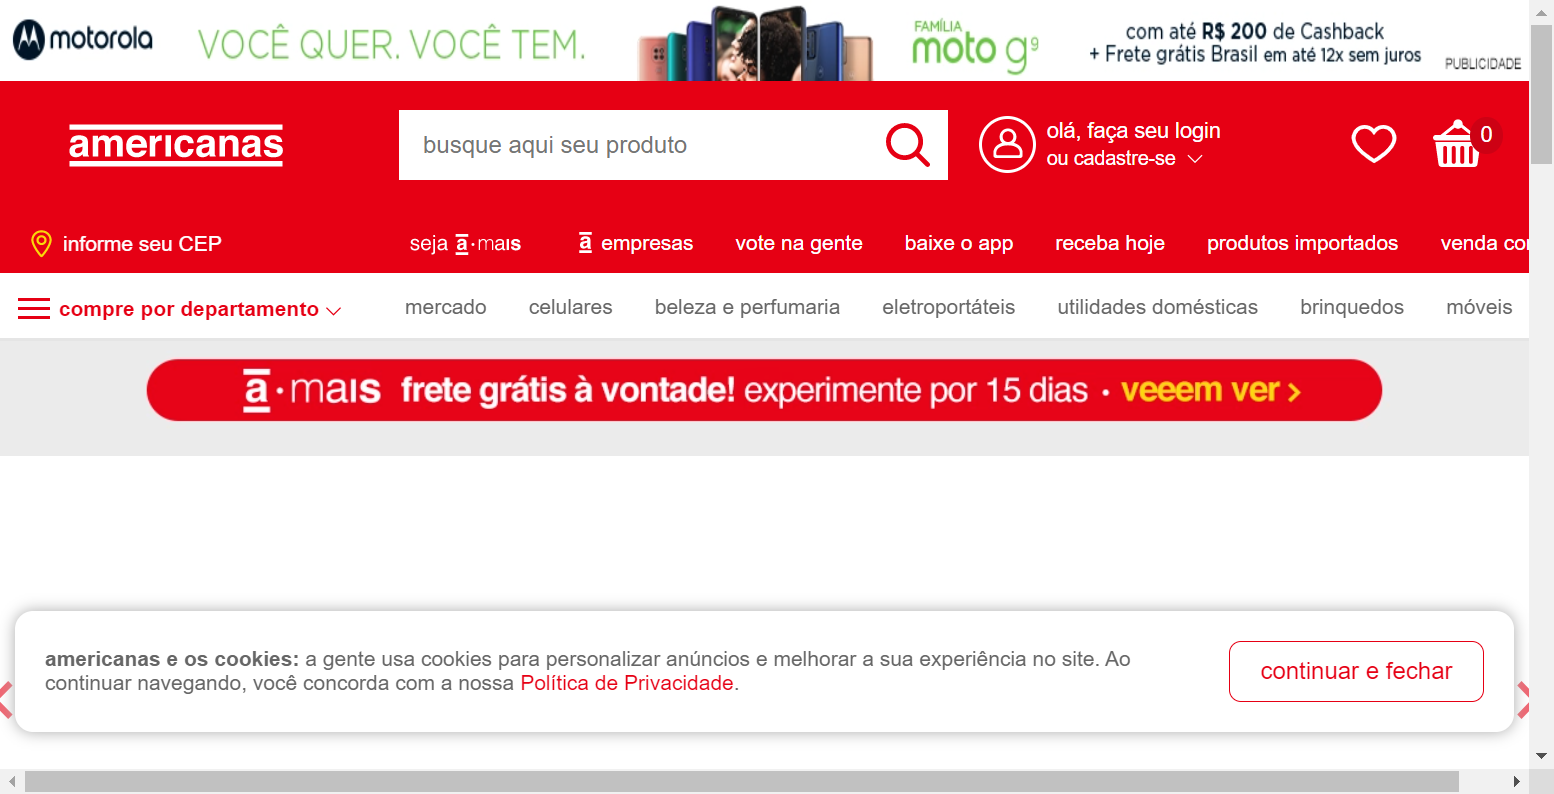 motorola
VOCÊ QUER. VOCÊ TEM.
FAMÍLIA
moto g9
com até R$ 200 de Cashback
+ Frete grátis Brasil em até 12x sem juros
PUBLICIDADE
americanas
busque aqui seu produto
olá, faça seu login
ou cadastre-se
0
informe seu CEP
seja a·mais
a empresas
vote na gente
baixe o app
receba hoje
produtos importados
venda co
compre por departamento
mercado
celulares
beleza e perfumaria
eletroportáteis
utilidades domésticas
brinquedos
móveis
a·mais frete grátis à vontade! experimente por 15 dias · veeem ver >
americanas e os cookies: a gente usa cookies para personalizar anúncios e melhorar a sua experiência no site. Ao
continuar navegando, você concorda com a nossa Política de Privacidade.
continuar e fechar